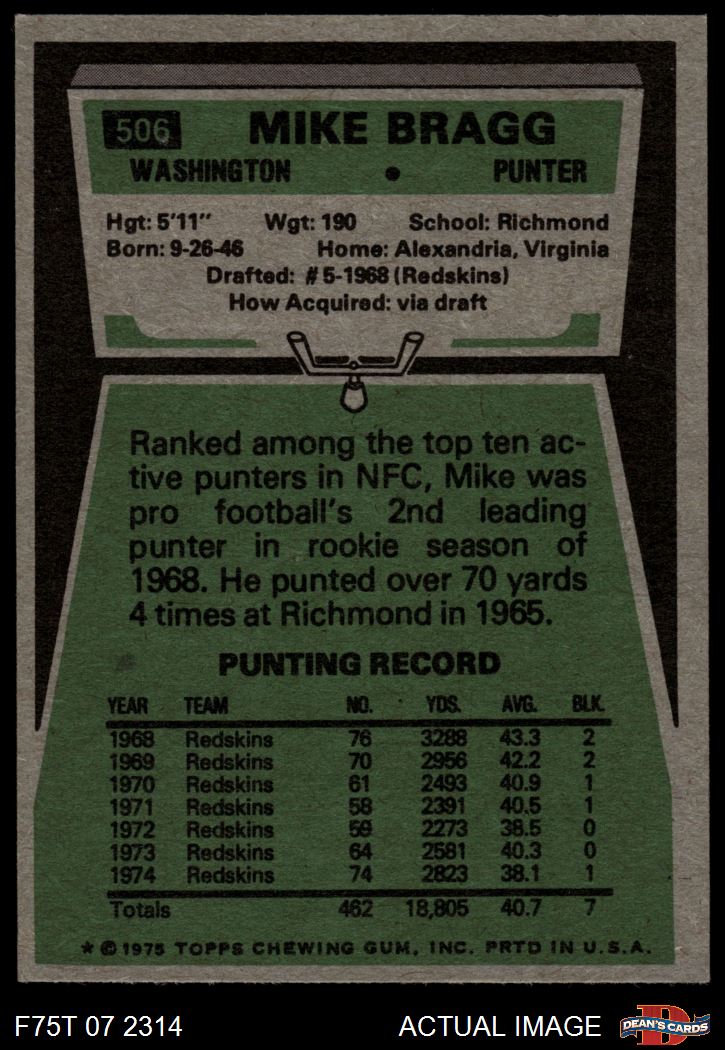 506 MIKE BRAGG
WASHINGTON • PUNTER
Hgt: 5'11" Wgt: 190 School: Richmond
Born: 9-26-46 Home: Alexandria, Virginia
Drafted: #5-1968 (Redskins)
How Acquired: via draft
Ranked among the top ten ac-
tive punters in NFC, Mike was
pro football's 2nd leading
punter in rookie season of
1968. He punted over 70 yards
4 times at Richmond in 1965.
PUNTING RECORD
YEAR TEAM NO. YDS. AVG. BLK.
1968 Redskins 76 3288 43.3 2
1969 Redskins 70 2956 42.2 2
1970 Redskins 61 2493 40.9 1
1971 Redskins 58 2391 40.5 1
1972 Redskins 59 2273 38.5 0
1973 Redskins 64 2581 40.3 0
1974 Redskins 74 2823 38.1 1
Totals 462 18,805 40.7 7
* © 1975 TOPPS CHEWING GUM, INC. PRTD IN U.S.A.
F75T 07 2314 ACTUAL IMAGE D DEAN'S CARDS